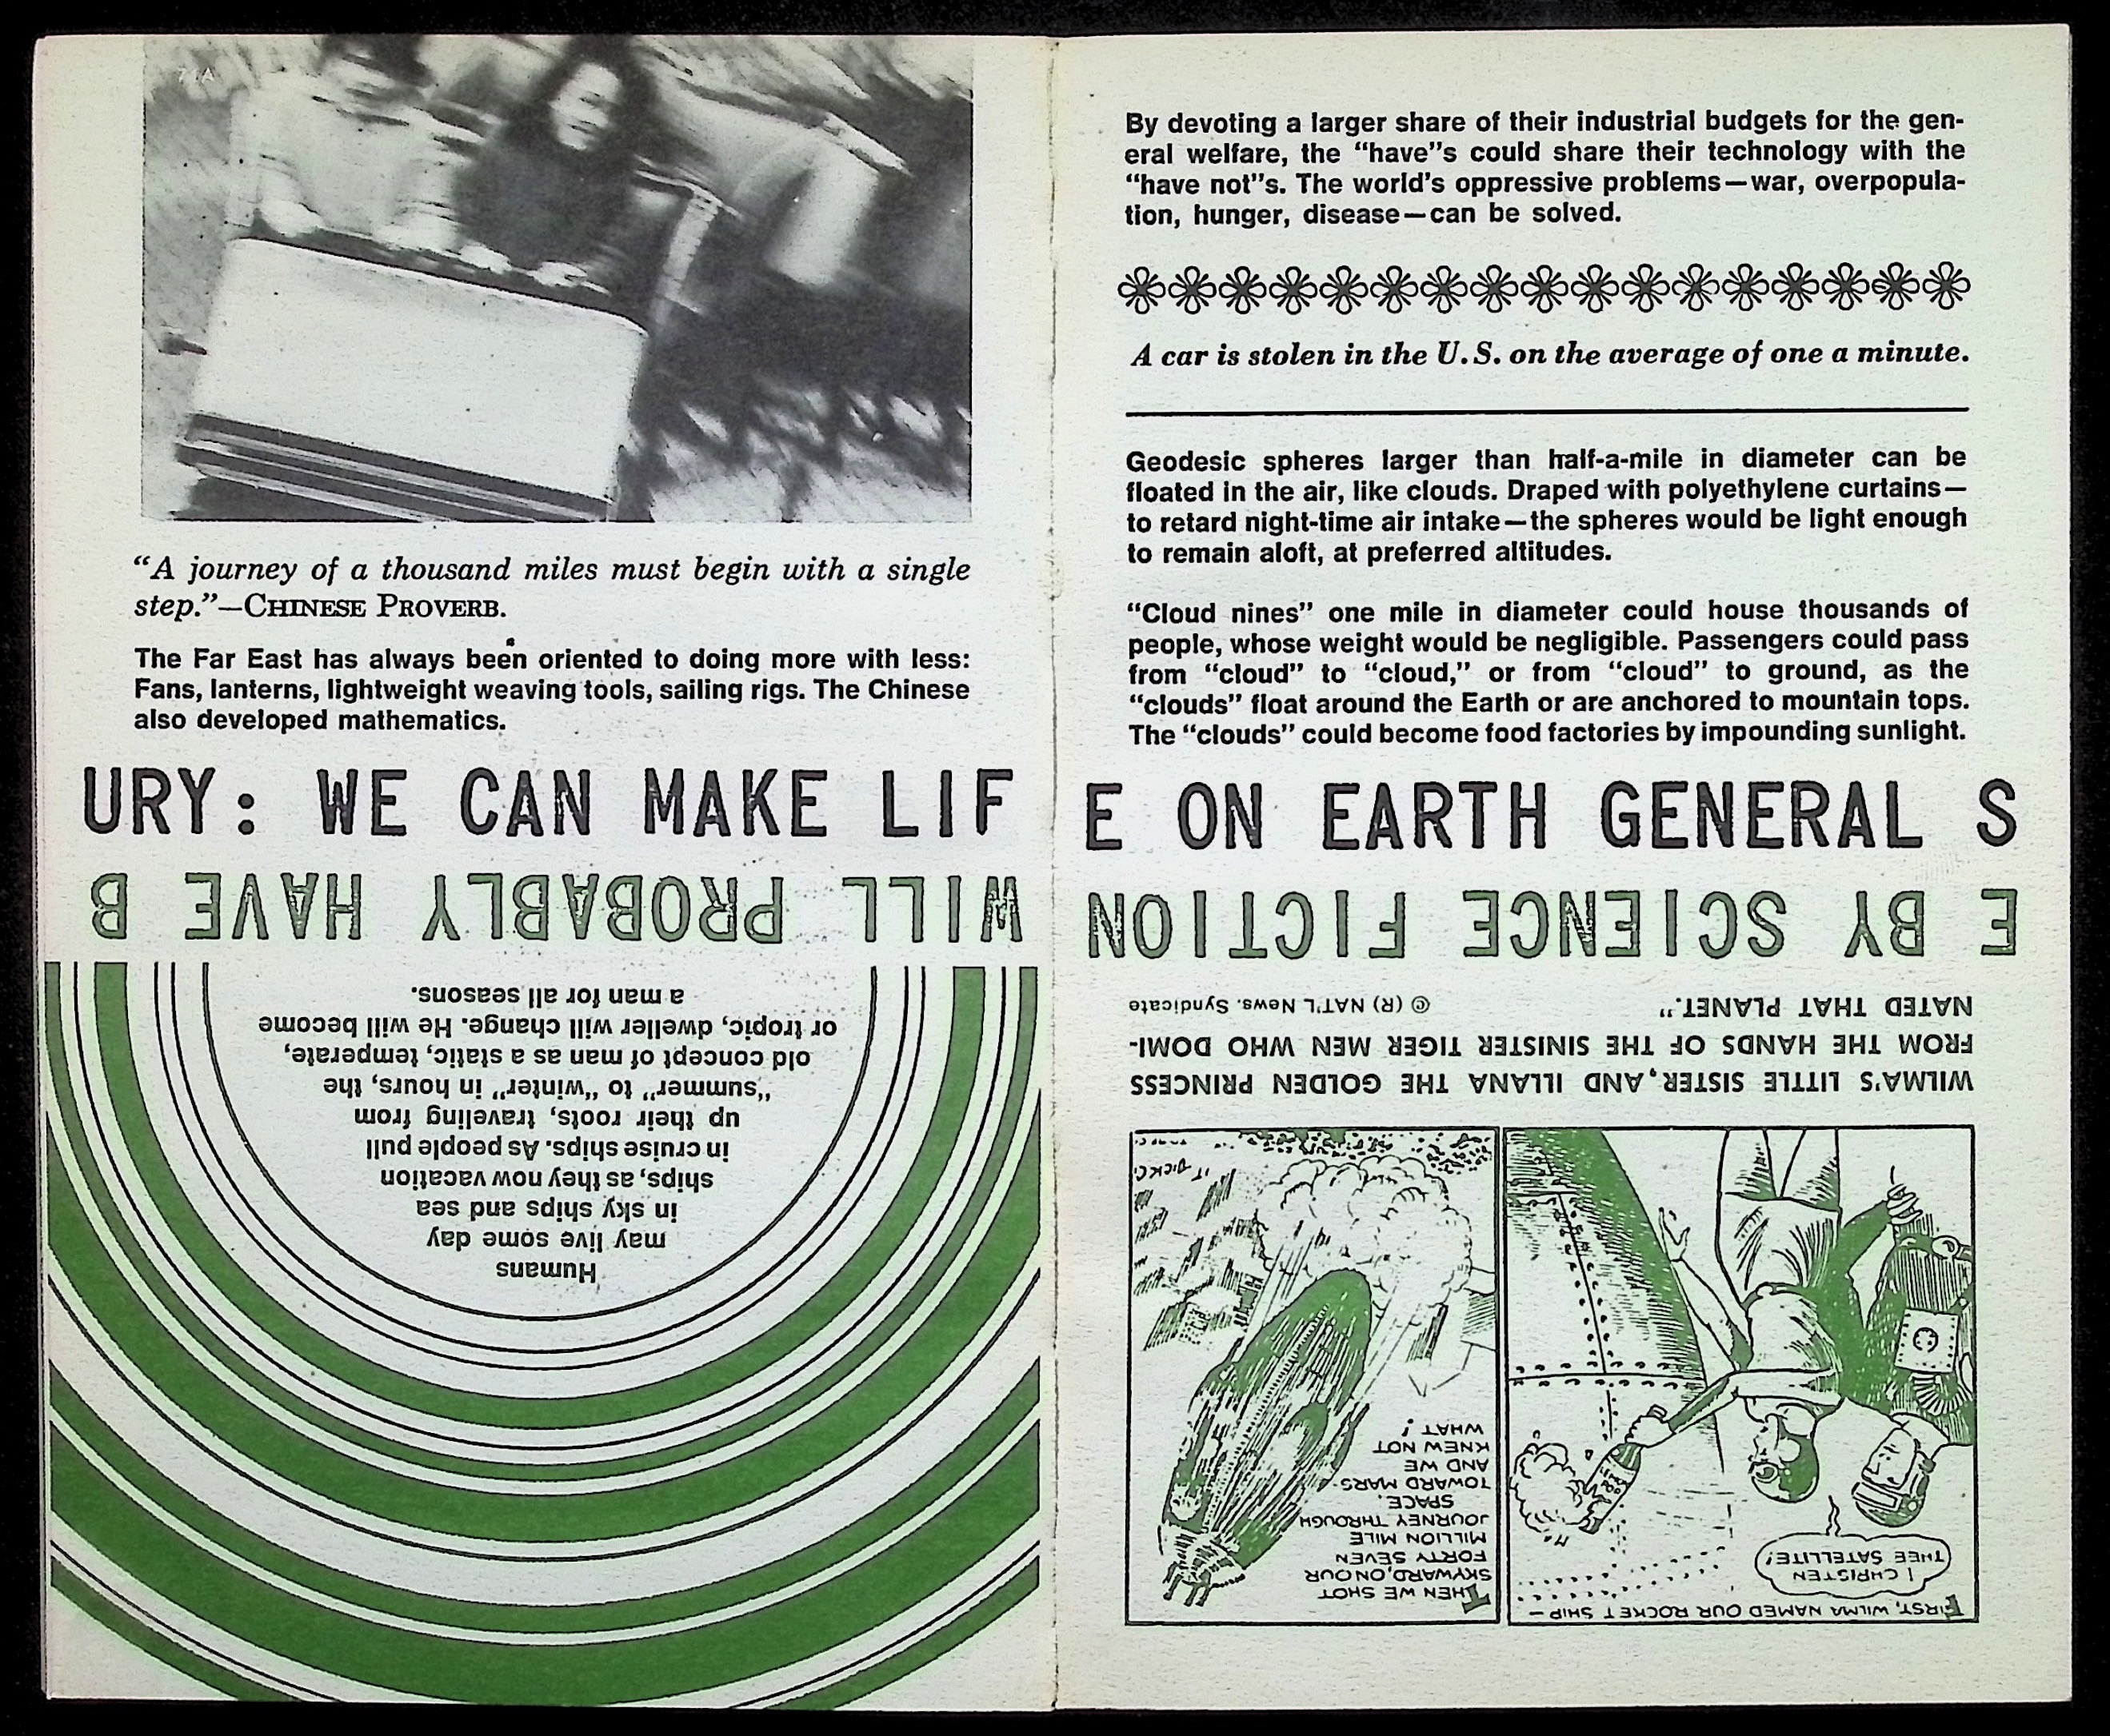 “A journey of a thousand miles must begin with a single
step.”—CHINESE PROVERB.
The Far East has always been oriented to doing more with less:
Fans, lanterns, lightweight weaving tools, sailing rigs. The Chinese
also developed mathematics.
URY: WE CAN MAKE LIF
By devoting a larger share of their industrial budgets for the gen-
eral welfare, the “have”s could share their technology with the
“have not”s. The world’s oppressive problems—war, overpopula-
tion, hunger, disease—can be solved.
A car is stolen in the U.S. on the average of one a minute.
Geodesic spheres larger than half-a-mile in diameter can be
floated in the air, like clouds. Draped with polyethylene curtains—
to retard night-time air intake—the spheres would be light enough
to remain aloft, at preferred altitudes.
“Cloud nines” one mile in diameter could house thousands of
people, whose weight would be negligible. Passengers could pass
from “cloud” to “cloud,” or from “cloud” to ground, as the
“clouds” float around the Earth or are anchored to mountain tops.
The “clouds” could become food factories by impounding sunlight.
E ON EARTH GENERAL S
FIRST, WILMA NAMED OUR ROCKET SHIP —
I CHRISTEN
THEE SATELLITE!
THEN WE SHOT
SKYWARD, ON OUR
FORTY SEVEN
MILLION MILE
JOURNEY THROUGH
SPACE,
TOWARD MARS-
AND WE
KNEW NOT
WHAT!
WILMA'S LITTLE SISTER, AND ILLANA THE GOLDEN PRINCESS
FROM THE HANDS OF THE SINISTER TIGER MEN WHO DOMI-
NATED THAT PLANET.”
© (R) NAT'L News. Syndicate
E BY SCIENCE FICTION
Humans
may live some day
in sky ships and sea
ships, as they now vacation
in cruise ships. As people pull
up their roots, traveling from
“summer” to “winter” in hours, the
old concept of man as a static, temperate,
or tropic, dweller will change. He will become
a man for all seasons.
WILL PROBABLY HAVE B